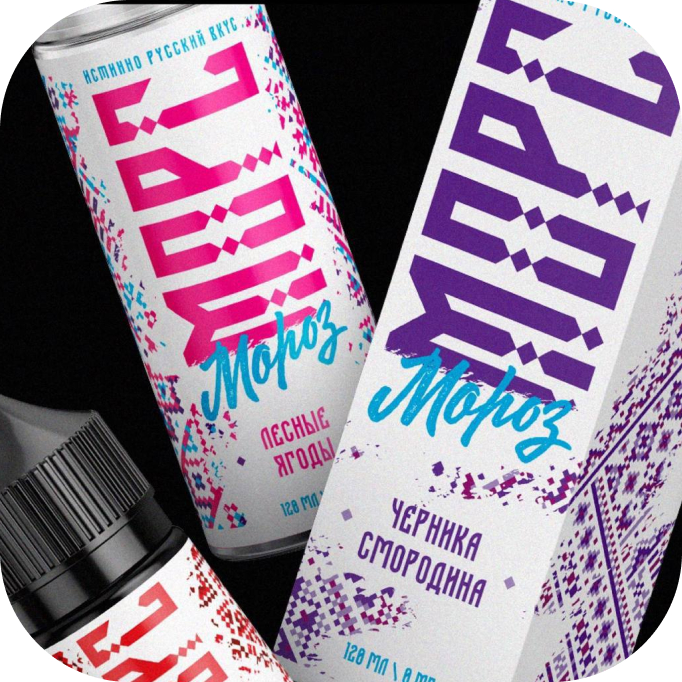 ИСТИННО РУССКИЙ ВКУС
МОРС
Мороз
ЛЕСНЫЕ
ЯГОДЫ
120 МЛ
МОРС
Мороз
ЧЕРНИКА
СМОРОДИНА
120 МЛ / 0 МГ